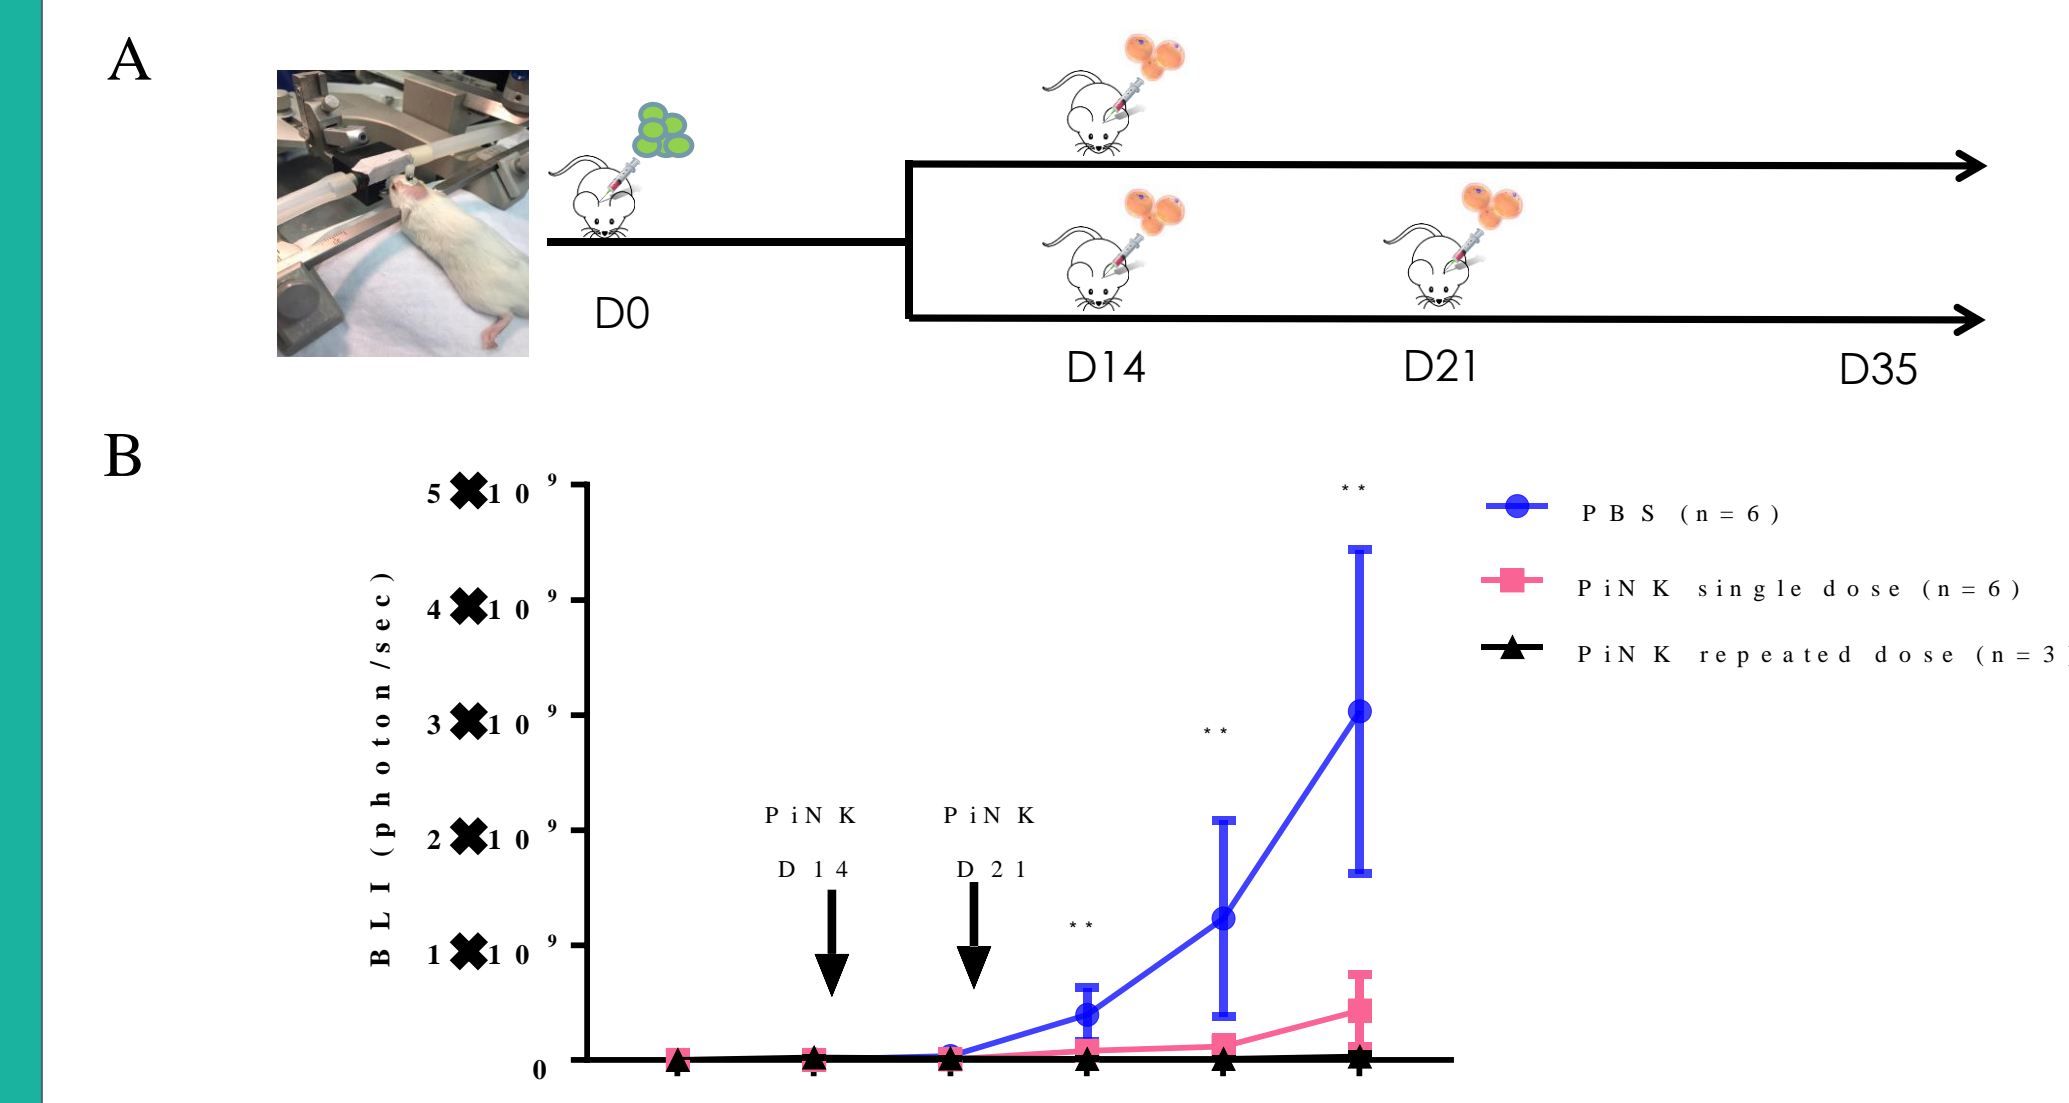 A
D0
D14
D21
D35
B
BLI (photon/sec)
5✖10⁹
4✖10⁹
3✖10⁹
2✖10⁹
1✖10⁹
0
PiNK
D14
PiNK
D21
**
**
**
PBS (n=6)
PiNK single dose (n=6)
PiNK repeated dose (n=3)